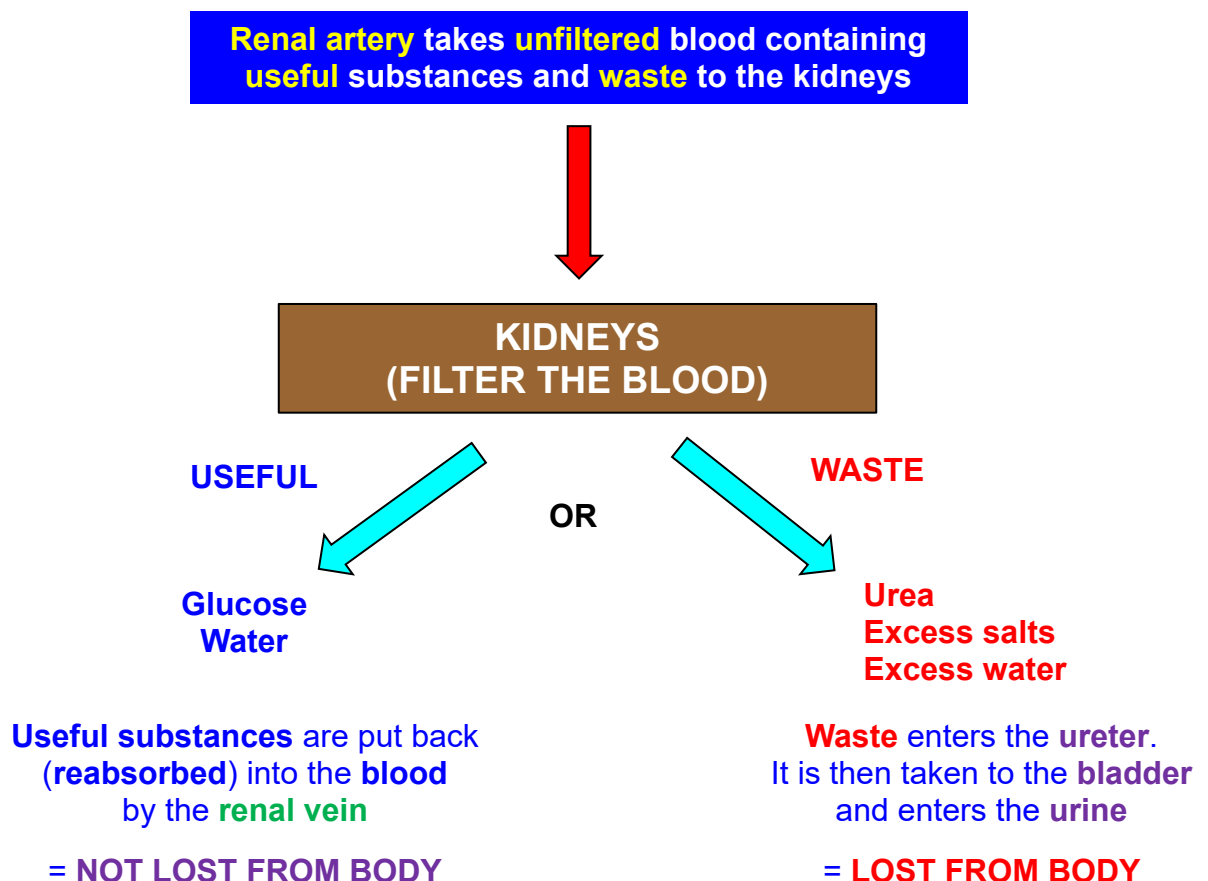 Renal artery takes unfiltered blood containing
useful substances and waste to the kidneys
KIDNEYS
(FILTER THE BLOOD)
USEFUL
OR
WASTE
Glucose
Water
Urea
Excess salts
Excess water
Useful substances are put back
(reabsorbed) into the blood
by the renal vein
= NOT LOST FROM BODY
Waste enters the ureter.
It is then taken to the bladder
and enters the urine
= LOST FROM BODY